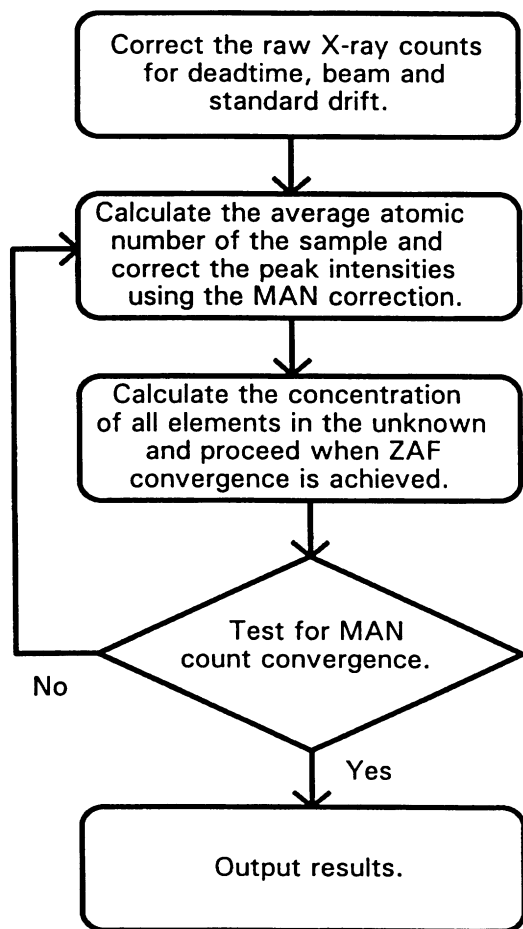 Correct the raw X-ray counts
for deadtime, beam and
standard drift.
Calculate the average atomic
number of the sample and
correct the peak intensities
using the MAN correction.
Calculate the concentration
of all elements in the unknown
and proceed when ZAF
convergence is achieved.
Test for MAN
count convergence.
No
Yes
Output results.